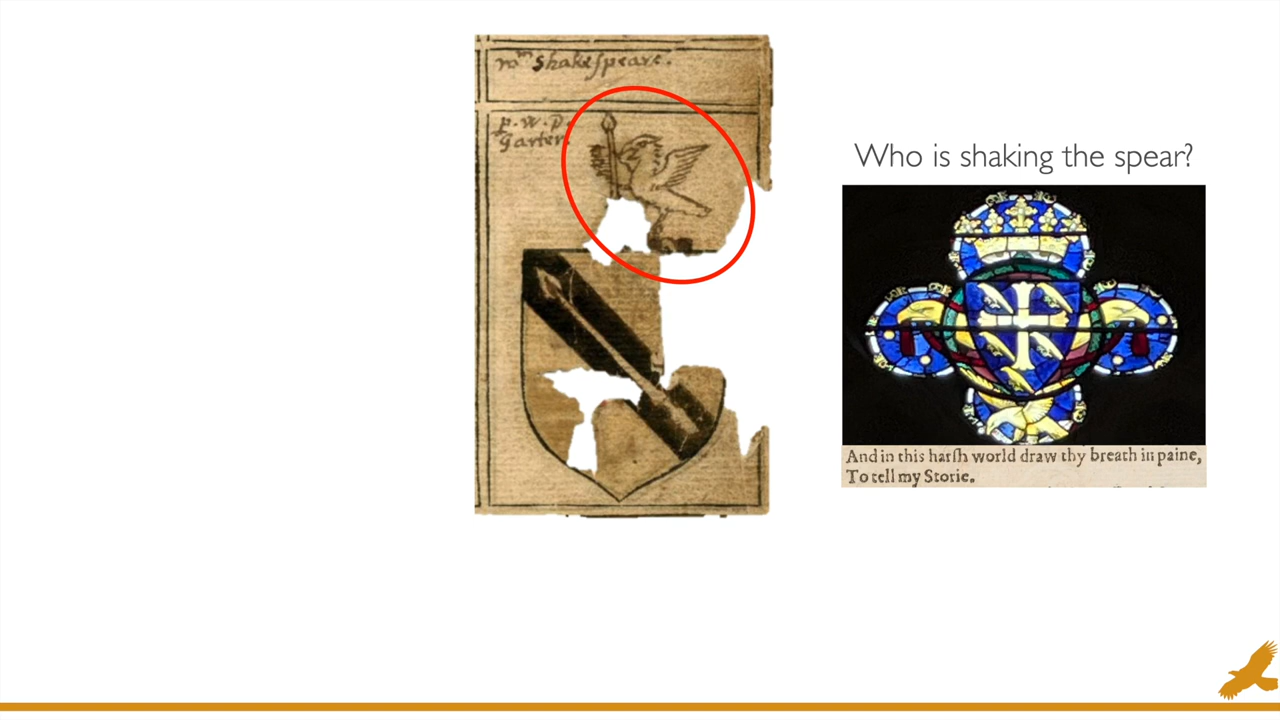 Wm Shakeſpeare.
p. w. p.
Garter.
Who is shaking the spear?
And in this harſh world draw thy breath in paine,
To tell my Storie.